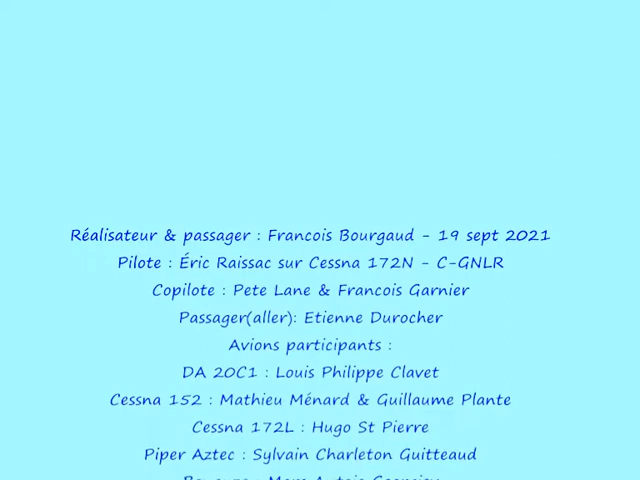 Réalisateur & passager : Francois Bourgaud - 19 sept 2021
Pilote : Éric Raissac sur Cessna 172N - C-GNLR
Copilote : Pete Lane & Francois Garnier
Passager(aller): Etienne Durocher
Avions participants :
DA 20C1 : Louis Philippe Clavet
Cessna 152 : Mathieu Ménard & Guillaume Plante
Cessna 172L : Hugo St Pierre
Piper Aztec : Sylvain Charleton Guitteaud